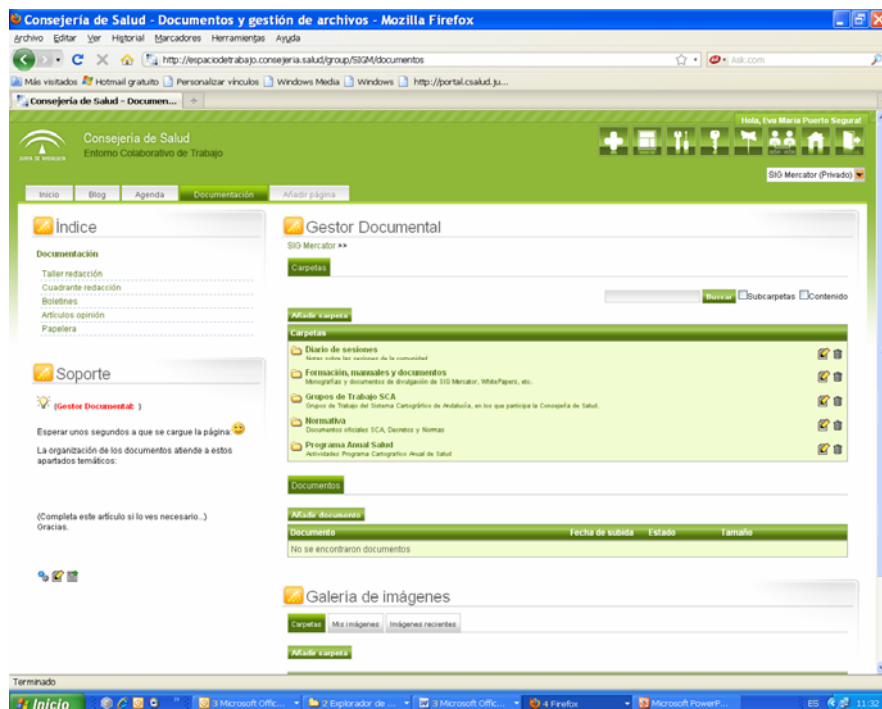 Consejería de Salud - Documentos y gestión de archivos - Mozilla Firefox
Archivo Editar Ver Historial Marcadores Herramientas Ayuda
http://espaciodetrabajo.consejeria.salud/group/SIGM/documentos
Ask.com
Más visitados Hotmail gratuito Personalizar vínculos Windows Media Windows http://portal.csalud.ju...
Consejería de Salud - Documen...
Hola, Eva María Puerto Segura!
Consejería de Salud
Entorno Colaborativo de Trabajo
JUNTA DE ANDALUCIA
SIG Mercator (Privado)
Inicio Blog Agenda Documentación Añadir página
Índice
Documentación
Taller redacción
Cuadrante redacción
Boletines
Artículos opinión
Papelera
Soporte
(Gestor Documental: )
Esperar unos segundos a que se cargue la página.
La organización de los documentos atiende a estos
apartados temáticos:
(Completa este artículo si lo ves necesario...)
Gracias.
Gestor Documental
SIG Mercator >>
Carpetas
Buscar Subcarpetas Contenido
Añadir carpeta
Carpetas
Diario de sesiones
Notas sobre las sesiones de la comunidad
Formación, manuales y documentos
Monografías y documentos de divulgación de SIG Mercator, WhitePapers, etc.
Grupos de Trabajo SCA
Grupos de Trabajo del Sistema Cartográfico de Andalucía, en los que participa la Consejería de Salud.
Normativa
Documentos oficiales SCA, Decretos y Normas
Programa Anual Salud
Actividades Programa Cartografico Anual de Salud
Documentos
Añadir documento
Documento Fecha de subida Estado Tamaño
No se encontraron documentos
Galería de imágenes
Carpetas Mis imágenes Imágenes recientes
Añadir carpeta
Terminado
Inicio 3 Microsoft Offic... 2 Explorador de ... 3 Microsoft Offic... 4 Firefox Microsoft PowerP... ES 11:32